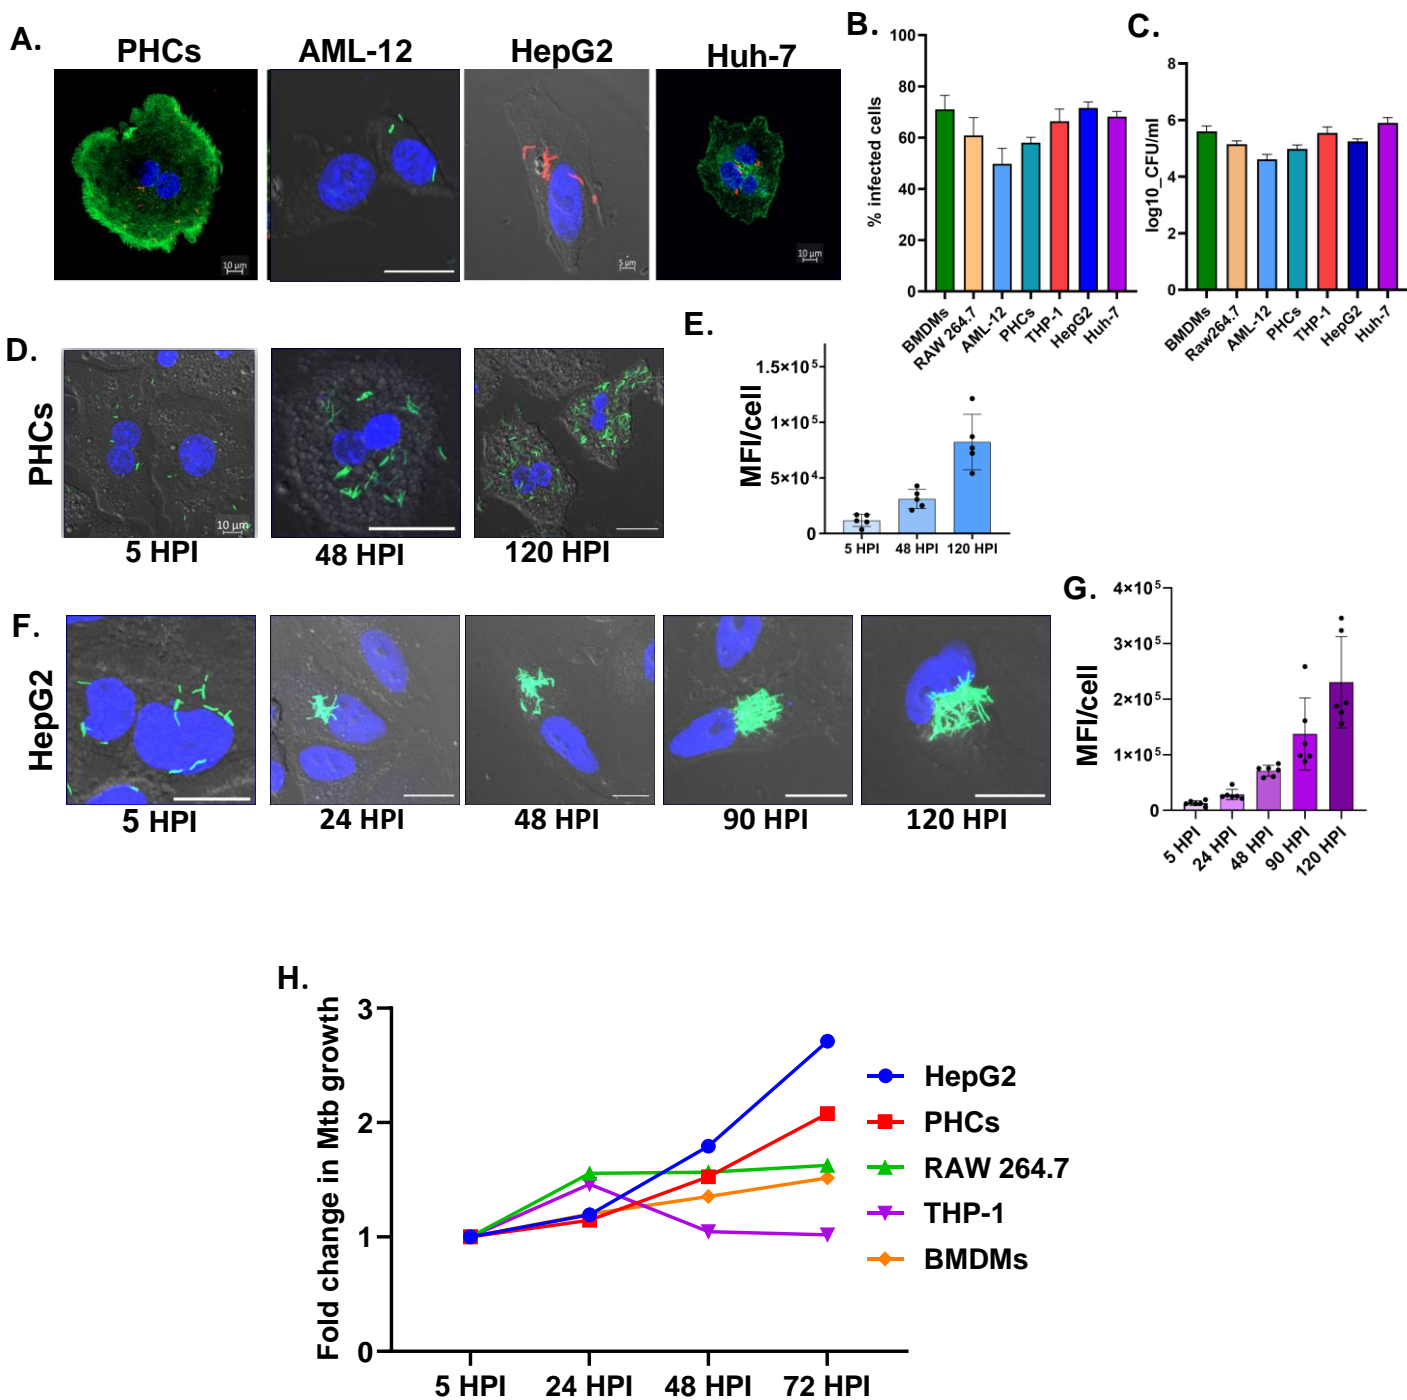 A.
PHCs
AML-12
HepG2
Huh-7
10 µm
5 µm
10 µm
B.
% infected cells
100
80
60
40
20
0
BMDMs
RAW 264.7
AML-12
PHCs
THP-1
HepG2
Huh-7
C.
log10_CFU/ml
8
6
4
2
0
BMDMs
Raw264.7
AML-12
PHCs
THP-1
HepG2
Huh-7
D.
PHCs
10 µm
5 HPI
48 HPI
120 HPI
E.
MFI/cell
1.5×10⁵
1×10⁵
5×10⁴
0
5 HPI
48 HPI
120 HPI
F.
HepG2
5 HPI
24 HPI
48 HPI
90 HPI
120 HPI
G.
MFI/cell
4×10⁵
3×10⁵
2×10⁵
1×10⁵
0
5 HPI
24 HPI
48 HPI
90 HPI
120 HPI
H.
Fold change in Mtb growth
3
2
1
0
5 HPI
24 HPI
48 HPI
72 HPI
HepG2
PHCs
RAW 264.7
THP-1
BMDMs